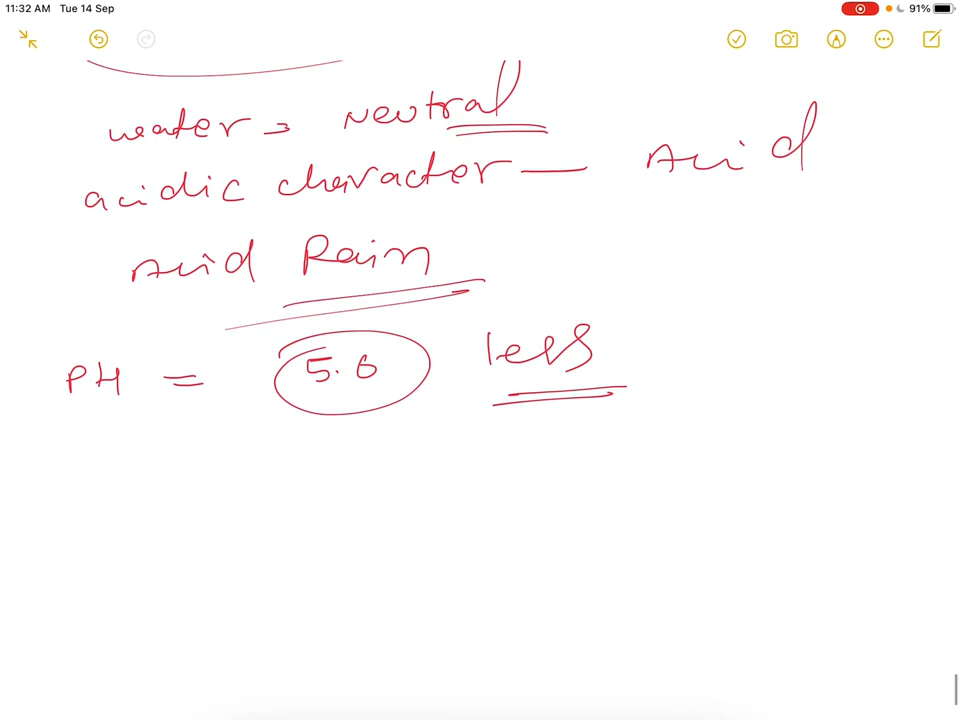 11:32 AM Tue 14 Sep 91%
water → Neutral
acidic character — Acid
Acid Rain
PH = 5.6 less